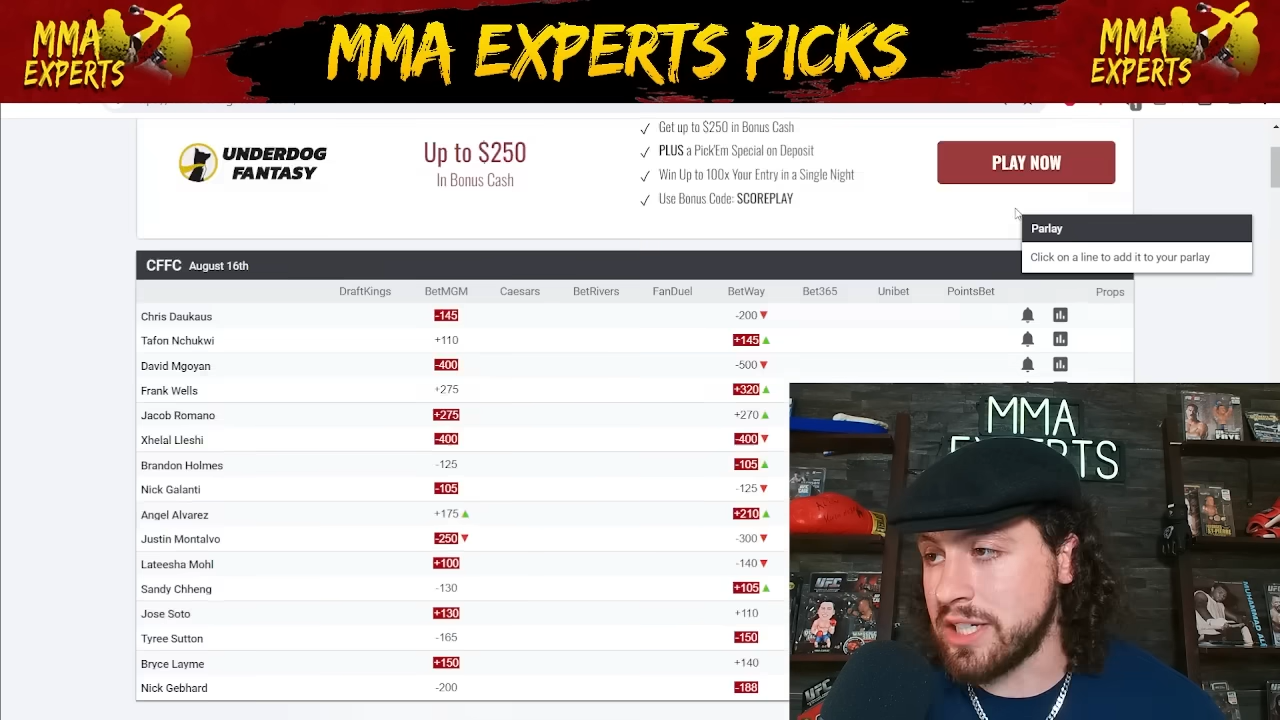 MMA EXPERTS
MMA EXPERTS PICKS
MMA EXPERTS
UNDERDOG FANTASY
Up to $250
In Bonus Cash
✓ Get up to $250 in Bonus Cash
✓ PLUS a Pick'Em Special on Deposit
✓ Win Up to 100x Your Entry in a Single Night
✓ Use Bonus Code: SCOREPLAY
PLAY NOW
Parlay
Click on a line to add it to your parlay
CFFC August 16th
DraftKings BetMGM Caesars BetRivers FanDuel BetWay Bet365 Unibet PointsBet Props
Chris Daukaus -145 -200 ▼
Tafon Nchukwi +110 +145 ▲
David Mgoyan -400 -500 ▼
Frank Wells +275 +320 ▲
Jacob Romano +275 +270 ▲
Xhelal Lleshi -400 -400 ▼
Brandon Holmes -125 -105 ▲
Nick Galanti -105 -125 ▼
Angel Alvarez +175 ▲ +210 ▲
Justin Montalvo -250 ▼ -300 ▼
Lateesha Mohl +100 -140 ▼
Sandy Chheng -130 +105 ▲
Jose Soto +130 +110
Tyree Sutton -165 -150
Bryce Layme +150 +140
Nick Gebhard -200 -188
MMA
EXPERTS
UFC
UFC
MUHAMMAD AL